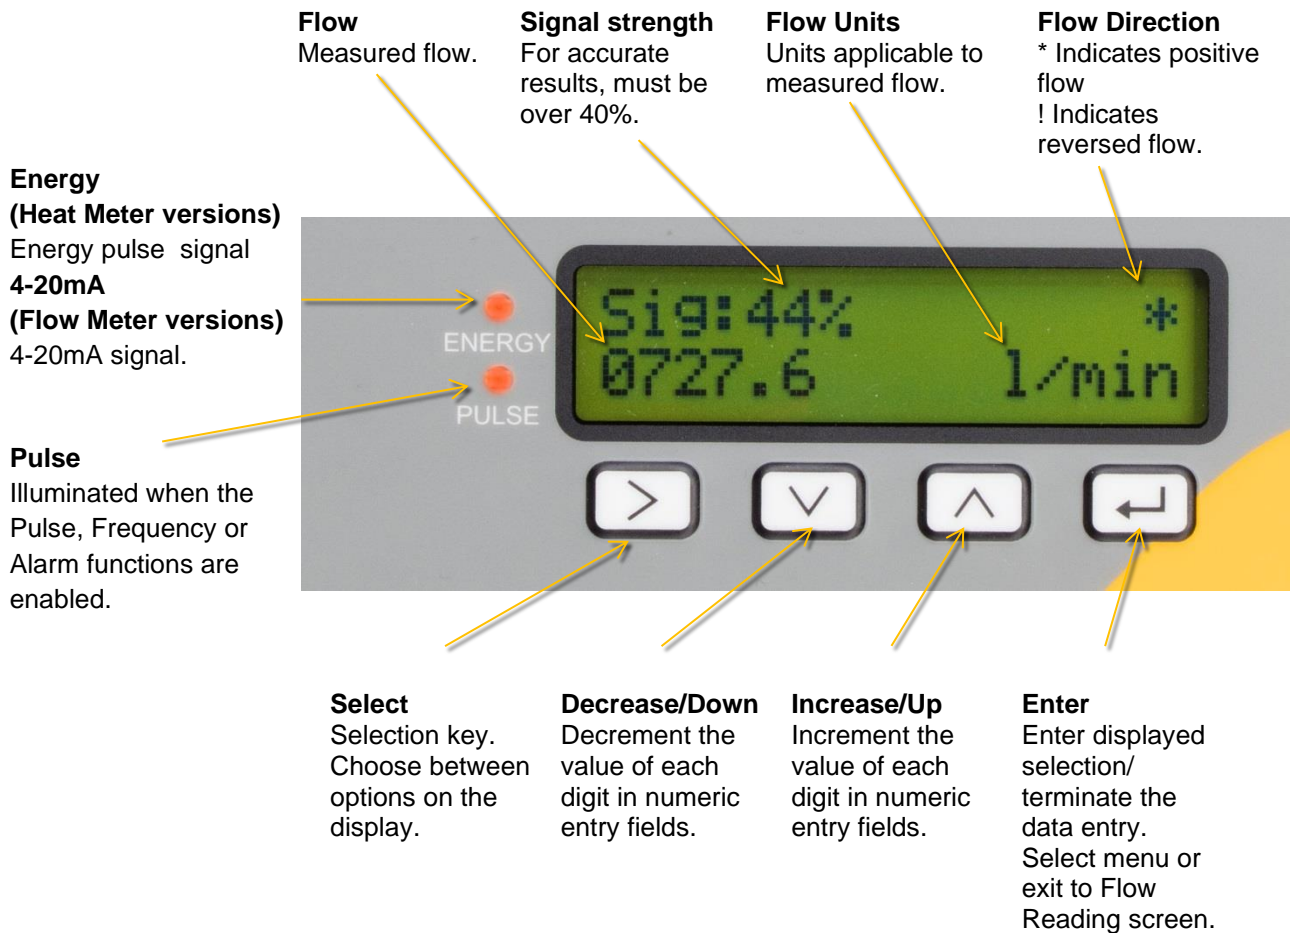 Flow
Measured flow.
Signal strength
For accurate
results, must be
over 40%.
Flow Units
Units applicable to
measured flow.
Flow Direction
* Indicates positive
flow
! Indicates
reversed flow.
Energy
(Heat Meter versions)
Energy pulse signal
4-20mA
(Flow Meter versions)
4-20mA signal.
Pulse
Illuminated when the
Pulse, Frequency or
Alarm functions are
enabled.
ENERGY
PULSE
Sig:44% *
0727.6 l/min
Select
Selection key.
Choose between
options on the
display.
Decrease/Down
Decrement the
value of each
digit in numeric
entry fields.
Increase/Up
Increment the
value of each
digit in numeric
entry fields.
Enter
Enter displayed
selection/
terminate the
data entry.
Select menu or
exit to Flow
Reading screen.